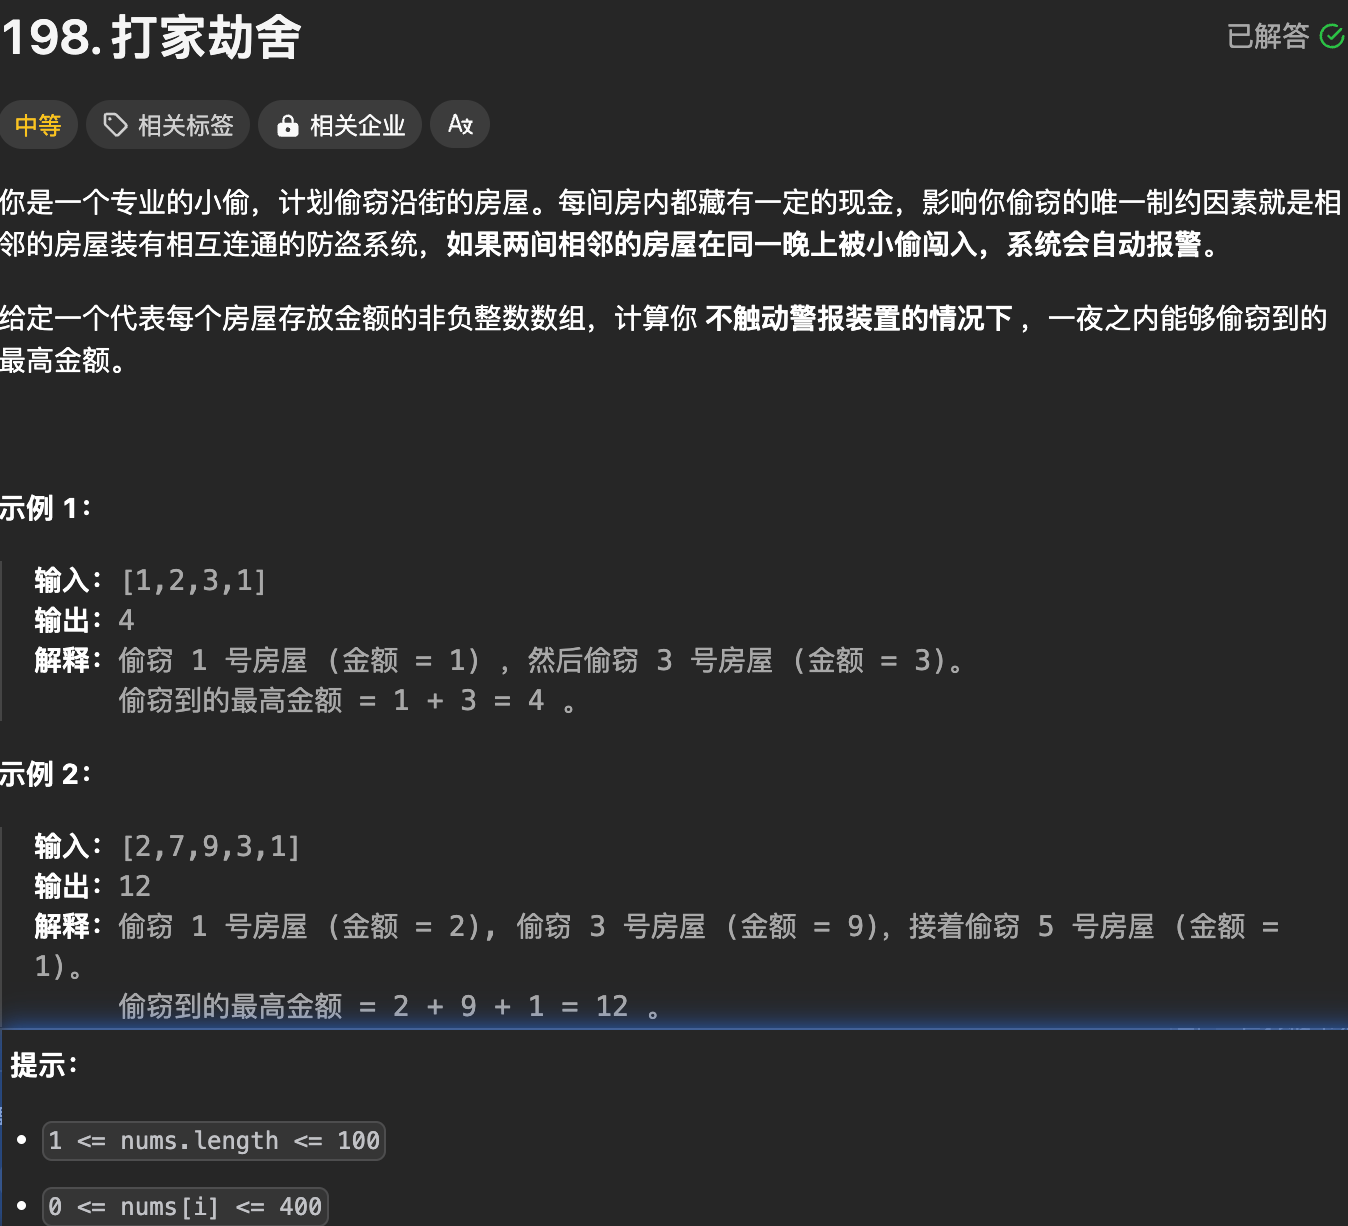 198. 打家劫舍
已解答
中等 相关标签 相关企业 Aあ
你是一个专业的小偷，计划偷窃沿街的房屋。每间房内都藏有一定的现金，影响你偷窃的唯一制约因素就是相
邻的房屋装有相互连通的防盗系统，如果两间相邻的房屋在同一晚上被小偷闯入，系统会自动报警。
给定一个代表每个房屋存放金额的非负整数数组，计算你 不触动警报装置的情况下 ，一夜之内能够偷窃到的
最高金额。
示例 1：
输入：[1,2,3,1]
输出：4
解释：偷窃 1 号房屋 (金额 = 1) ，然后偷窃 3 号房屋 (金额 = 3)。
偷窃到的最高金额 = 1 + 3 = 4 。
示例 2：
输入：[2,7,9,3,1]
输出：12
解释：偷窃 1 号房屋 (金额 = 2), 偷窃 3 号房屋 (金额 = 9)，接着偷窃 5 号房屋 (金额 =
1)。
偷窃到的最高金额 = 2 + 9 + 1 = 12 。
提示：
• 1 <= nums.length <= 100
• 0 <= nums[i] <= 400